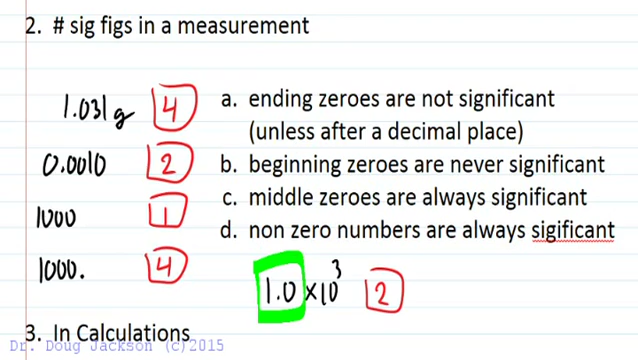 2. # sig figs in a measurement
1.031 g 4
a. ending zeroes are not significant
(unless after a decimal place)
0.0010 2
b. beginning zeroes are never significant
c. middle zeroes are always significant
1000 1
d. non zero numbers are always sigificant
1000. 4
1.0 × 10³ 2
3. In Calculations
Dr. Doug Jackson (c)2015